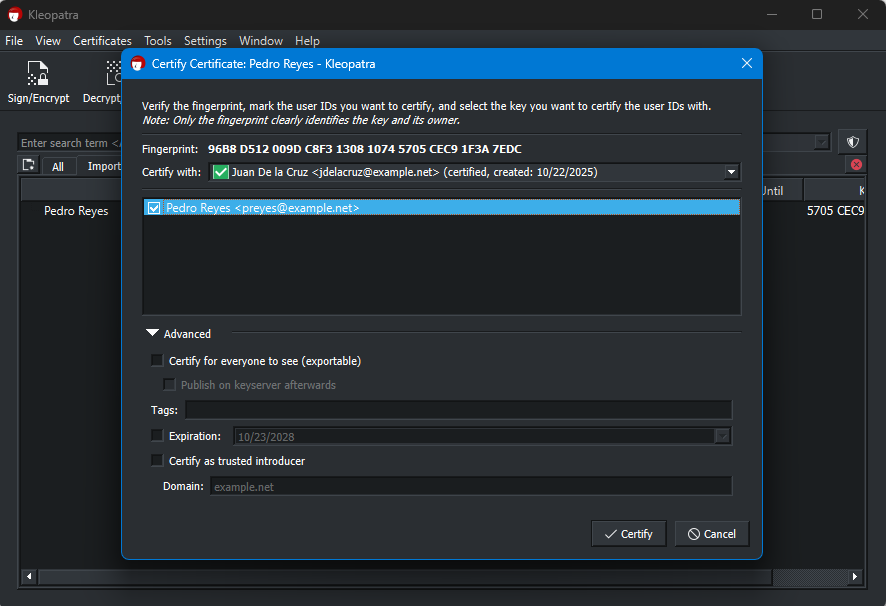 Kleopatra
File View Certificates Tools Settings Window Help
Certify Certificate: Pedro Reyes - Kleopatra
Sign/Encrypt Decrypt
Verify the fingerprint, mark the user IDs you want to certify, and select the key you want to certify the user IDs with.
Note: Only the fingerprint clearly identifies the key and its owner.
Enter search term <A
Fingerprint: 96B8 D512 009D C8F3 1308 1074 5705 CEC9 1F3A 7EDC
All Import
Certify with: Juan De la Cruz <jdelacruz@example.net> (certified, created: 10/22/2025)
Until K
Pedro Reyes
Pedro Reyes <preyes@example.net>
5705 CEC9
Advanced
Certify for everyone to see (exportable)
Publish on keyserver afterwards
Tags:
Expiration: 10/23/2028
Certify as trusted introducer
Domain: example.net
Certify Cancel